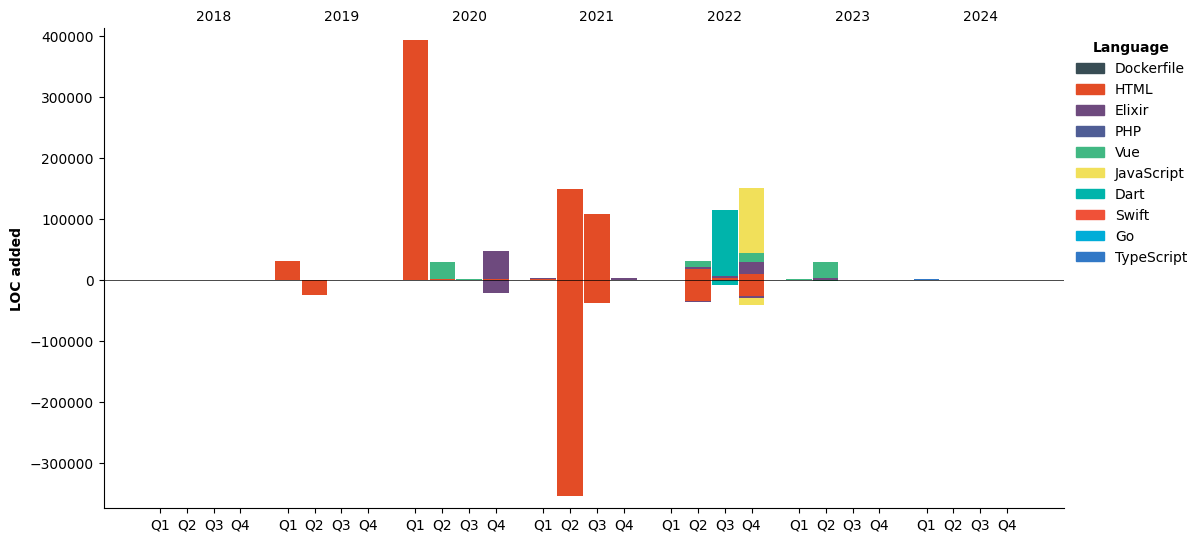 2018 2019 2020 2021 2022 2023 2024
400000
300000
200000
100000
0
−100000
−200000
−300000
LOC added
Language
Dockerfile
HTML
Elixir
PHP
Vue
JavaScript
Dart
Swift
Go
TypeScript
Q1 Q2 Q3 Q4 Q1 Q2 Q3 Q4 Q1 Q2 Q3 Q4 Q1 Q2 Q3 Q4 Q1 Q2 Q3 Q4 Q1 Q2 Q3 Q4 Q1 Q2 Q3 Q4